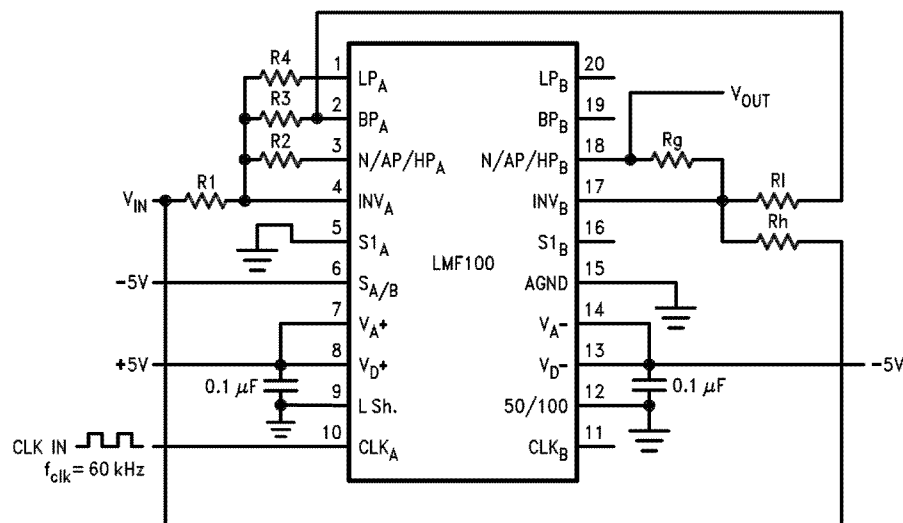 R4
1
LP_A
R3
2
BP_A
R2
3
N/AP/HP_A
R1
V_IN
4
INV_A
5
S1_A
-5V
6
S_A/B
7
V_A+
+5V
8
V_D+
0.1 μF
9
L Sh.
10
CLK IN
CLK_A
f_clk = 60 kHz
LMF100
20
LP_B
19
BP_B
V_OUT
18
N/AP/HP_B
Rg
17
INV_B
Rl
Rh
16
S1_B
15
AGND
14
V_A-
13
V_D-
-5V
0.1 μF
12
50/100
11
CLK_B